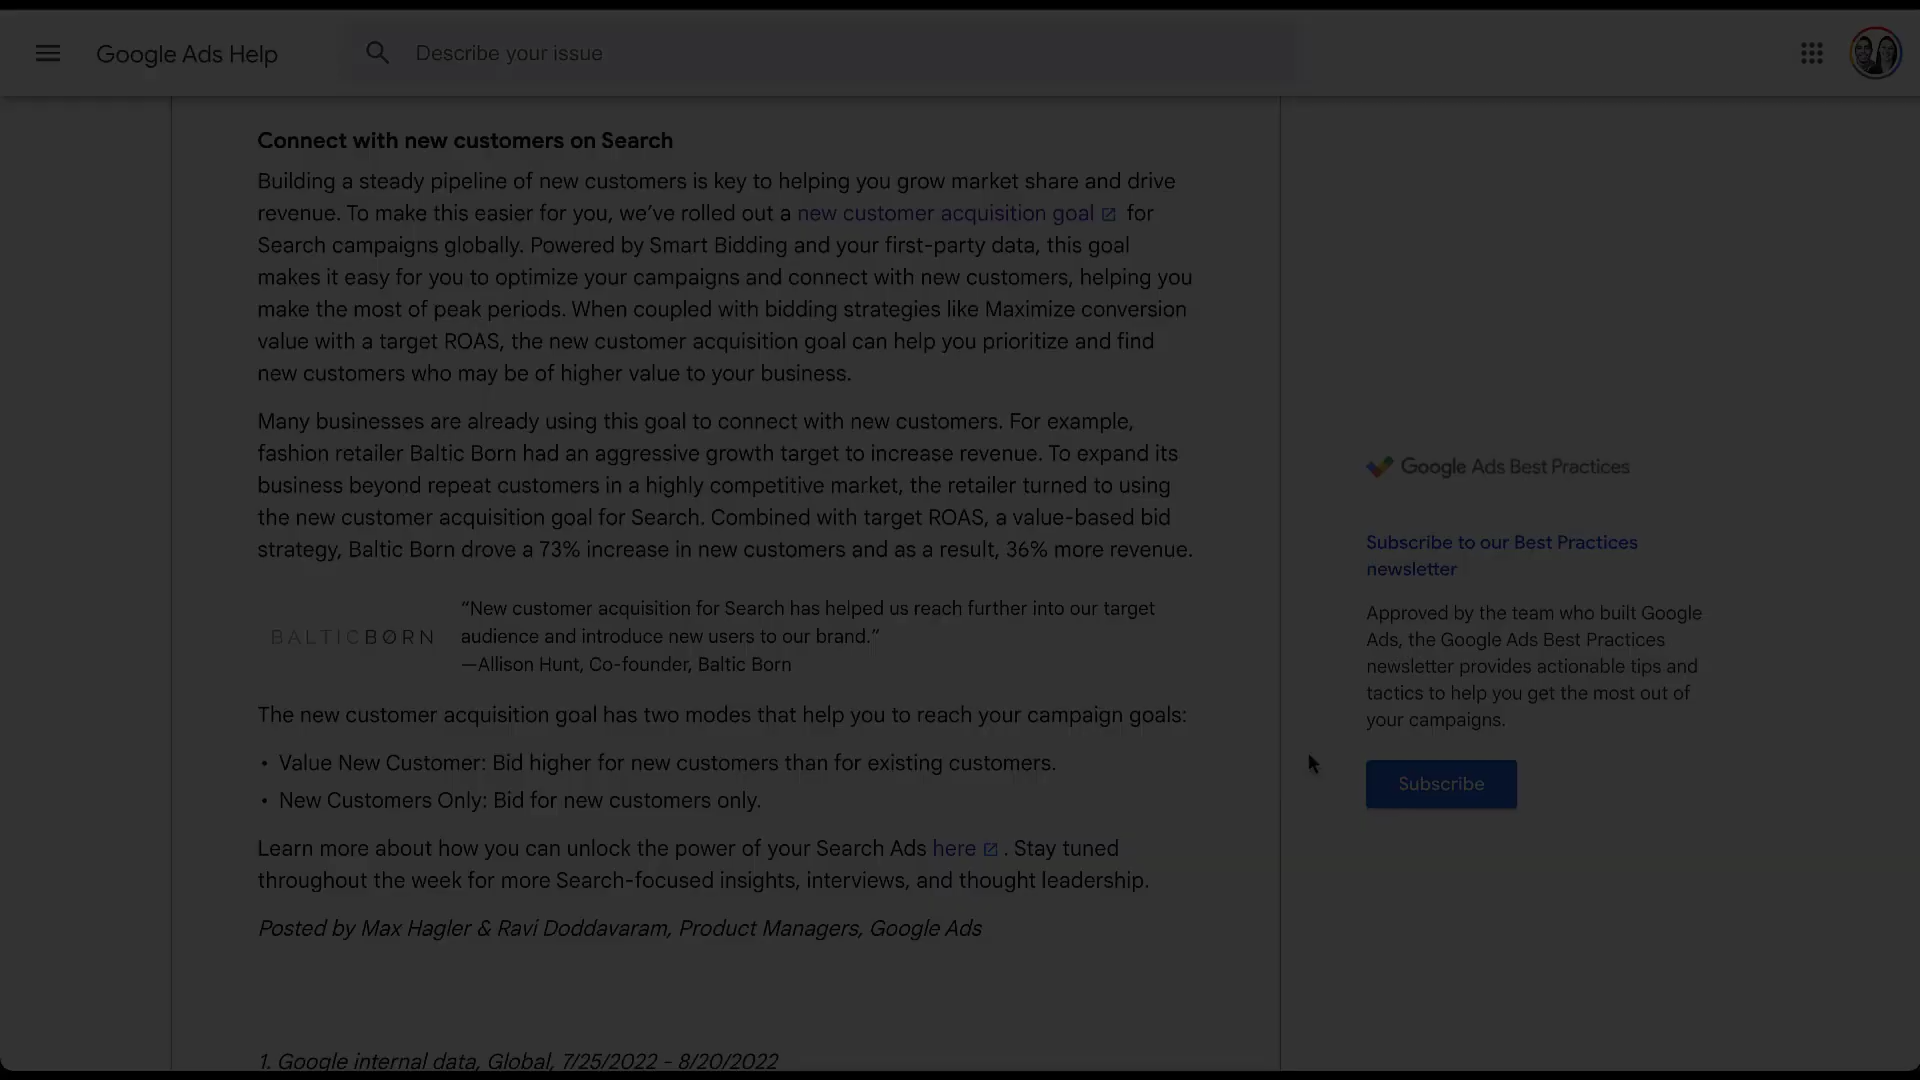 Google Ads Help
Describe your issue
Connect with new customers on Search
Building a steady pipeline of new customers is key to helping you grow market share and drive
revenue. To make this easier for you, we’ve rolled out a new customer acquisition goal for
Search campaigns globally. Powered by Smart Bidding and your first-party data, this goal
makes it easy for you to optimize your campaigns and connect with new customers, helping you
make the most of peak periods. When coupled with bidding strategies like Maximize conversion
value with a target ROAS, the new customer acquisition goal can help you prioritize and find
new customers who may be of higher value to your business.
Many businesses are already using this goal to connect with new customers. For example,
fashion retailer Baltic Born had an aggressive growth target to increase revenue. To expand its
business beyond repeat customers in a highly competitive market, the retailer turned to using
the new customer acquisition goal for Search. Combined with target ROAS, a value-based bid
strategy, Baltic Born drove a 73% increase in new customers and as a result, 36% more revenue.
BALTICBØRN
“New customer acquisition for Search has helped us reach further into our target
audience and introduce new users to our brand.”
—Allison Hunt, Co-founder, Baltic Born
The new customer acquisition goal has two modes that help you to reach your campaign goals:
• Value New Customer: Bid higher for new customers than for existing customers.
• New Customers Only: Bid for new customers only.
Learn more about how you can unlock the power of your Search Ads here . Stay tuned
throughout the week for more Search-focused insights, interviews, and thought leadership.
Posted by Max Hagler & Ravi Doddavaram, Product Managers, Google Ads
1. Google internal data, Global, 7/25/2022 - 8/20/2022
Google Ads Best Practices
Subscribe to our Best Practices
newsletter
Approved by the team who built Google
Ads, the Google Ads Best Practices
newsletter provides actionable tips and
tactics to help you get the most out of
your campaigns.
Subscribe